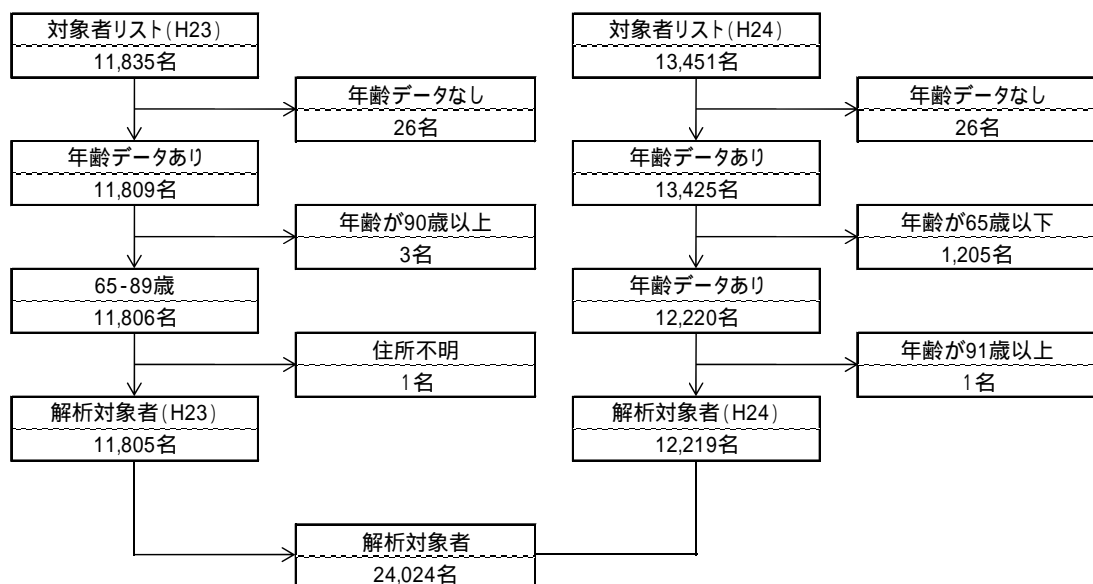 対象者リスト(H23)
11,835名
年齢データなし
26名
年齢データあり
11,809名
年齢が90歳以上
3名
65-89歳
11,806名
住所不明
1名
解析対象者(H23)
11,805名
対象者リスト(H24)
13,451名
年齢データなし
26名
年齢データあり
13,425名
年齢が65歳以下
1,205名
年齢データあり
12,220名
年齢が91歳以上
1名
解析対象者(H24)
12,219名
解析対象者
24,024名